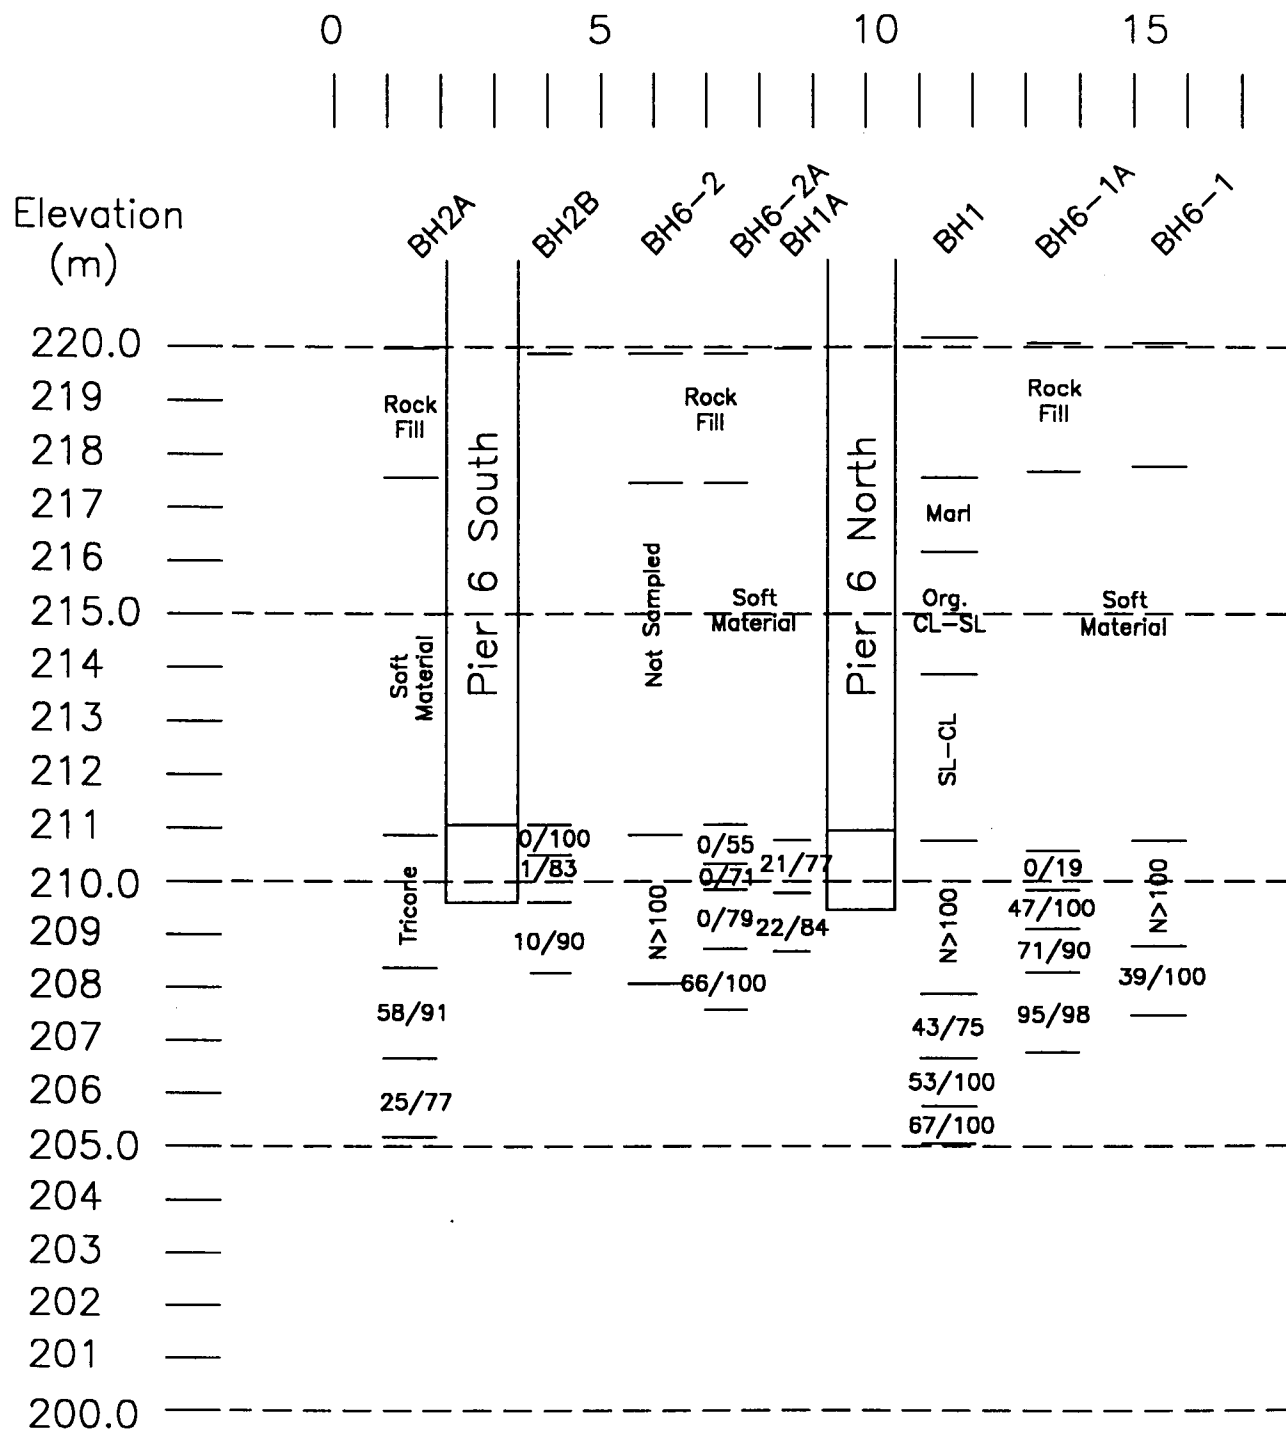 0 5 10 15
BH2A BH2B BH6-2 BH6-2A BH1A BH1 BH6-1A BH6-1
Elevation
(m)
220.0
219
218
217
216
215.0
214
213
212
211
210.0
209
208
207
206
205.0
204
203
202
201
200.0
Rock
Fill
Soft
Material
Tricone
58/91
25/77
Pier 6 South
0/100
1/83
10/90
Not Sampled
N>100
Rock
Fill
Soft
Material
0/55
0/71
0/79
66/100
21/77
22/84
Pier 6 North
Marl
Org.
CL-SL
SL-CL
N>100
43/75
53/100
67/100
Rock
Fill
Soft
Material
0/19
47/100
71/90
95/98
N>100
39/100